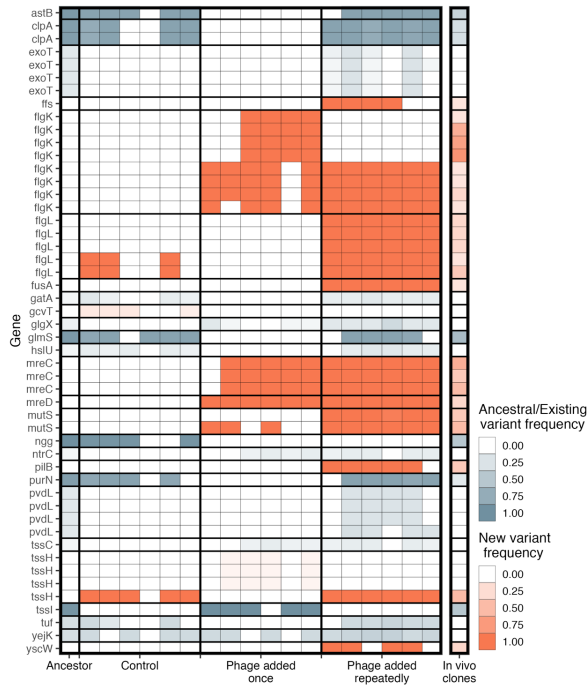 astB
clpA
clpA
exoT
exoT
exoT
exoT
ffs
flgK
flgK
flgK
flgK
flgK
flgK
flgK
flgK
flgL
flgL
flgL
flgL
flgL
fusA
gatA
gcvT
glgX
glmS
hslU
mreC
mreC
mreC
mreD
mutS
mutS
ngg
ntrC
pilB
purN
pvdL
pvdL
pvdL
pvdL
tssC
tssH
tssH
tssH
tssH
tssI
tuf
yejK
yscW
Gene
Ancestor
Control
Phage added
once
Phage added
repeatedly
In vivo
clones
Ancestral/Existing
variant frequency
0.00
0.25
0.50
0.75
1.00
New variant
frequency
0.00
0.25
0.50
0.75
1.00